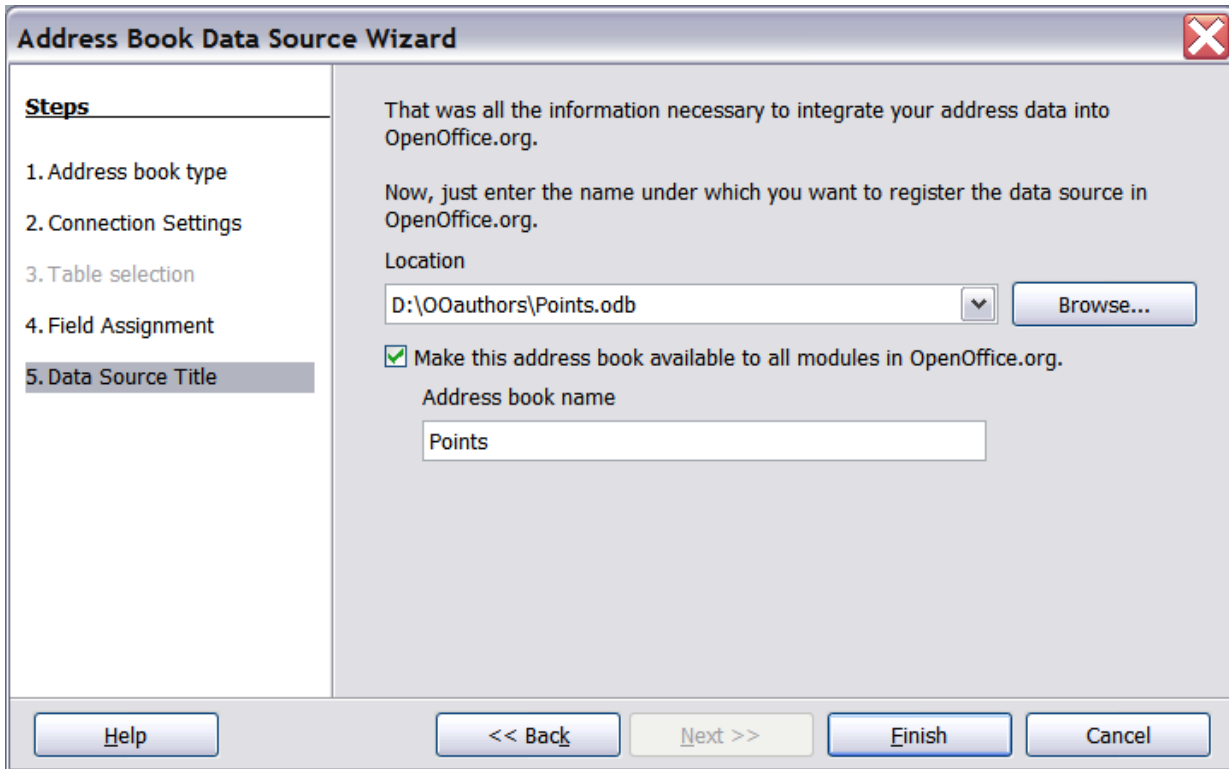 Address Book Data Source Wizard
Steps
1. Address book type
2. Connection Settings
3. Table selection
4. Field Assignment
5. Data Source Title
That was all the information necessary to integrate your address data into
OpenOffice.org.
Now, just enter the name under which you want to register the data source in
OpenOffice.org.
Location
D:\OOauthors\Points.odb
Browse...
Make this address book available to all modules in OpenOffice.org.
Address book name
Points
Help
<< Back
Next >>
Finish
Cancel